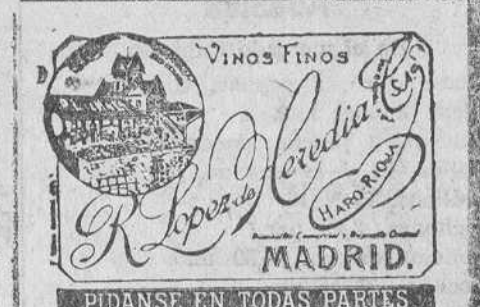 VINOS FINOS
R. Lopez de Heredia
HARO-RIOJA
MADRID.
PIDANSE EN TODAS PARTES